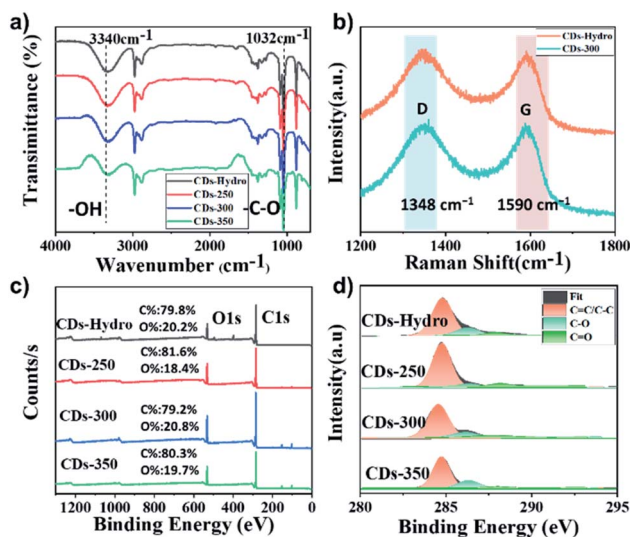 a)
3340cm-1
1032cm-1
Transimittance (%)
CDs-Hydro
CDs-250
CDs-300
CDs-350
-OH
-C-O
4000
3000
2000
1000
Wavenumber (cm-1)
b)
CDs-Hydro
CDs-300
Intensity(a.u.)
D
G
1348 cm-1
1590 cm-1
1200
1400
1600
1800
Raman Shift(cm-1)
c)
C%:79.8%
O%:20.2%
O1s
C1s
CDs-Hydro
C%:81.6%
O%:18.4%
CDs-250
C%:79.2%
O%:20.8%
CDs-300
C%:80.3%
O%:19.7%
CDs-350
Counts/s
1200
1000
800
600
400
200
0
Binding Energy (eV)
d)
Fit
C=C/C-C
C-O
C=O
CDs-Hydro
CDs-250
CDs-300
CDs-350
Intensity(a.u)
280
285
290
295
Binding Energy (eV)